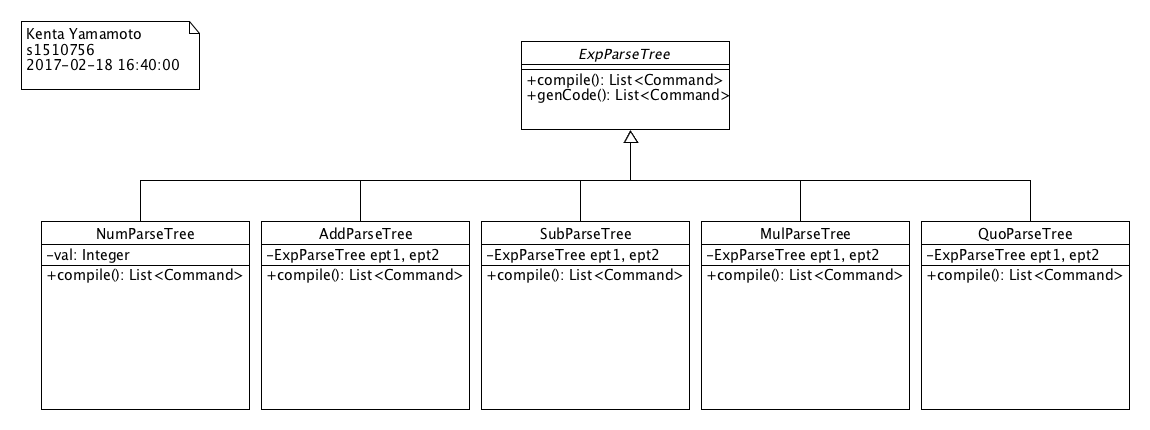 Kenta Yamamoto
s1510756
2017-02-18 16:40:00
ExpParseTree
+compile(): List<Command>
+genCode(): List<Command>
NumParseTree
-val: Integer
+compile(): List<Command>
AddParseTree
-ExpParseTree ept1, ept2
+compile(): List<Command>
SubParseTree
-ExpParseTree ept1, ept2
+compile(): List<Command>
MulParseTree
-ExpParseTree ept1, ept2
+compile(): List<Command>
QuoParseTree
-ExpParseTree ept1, ept2
+compile(): List<Command>